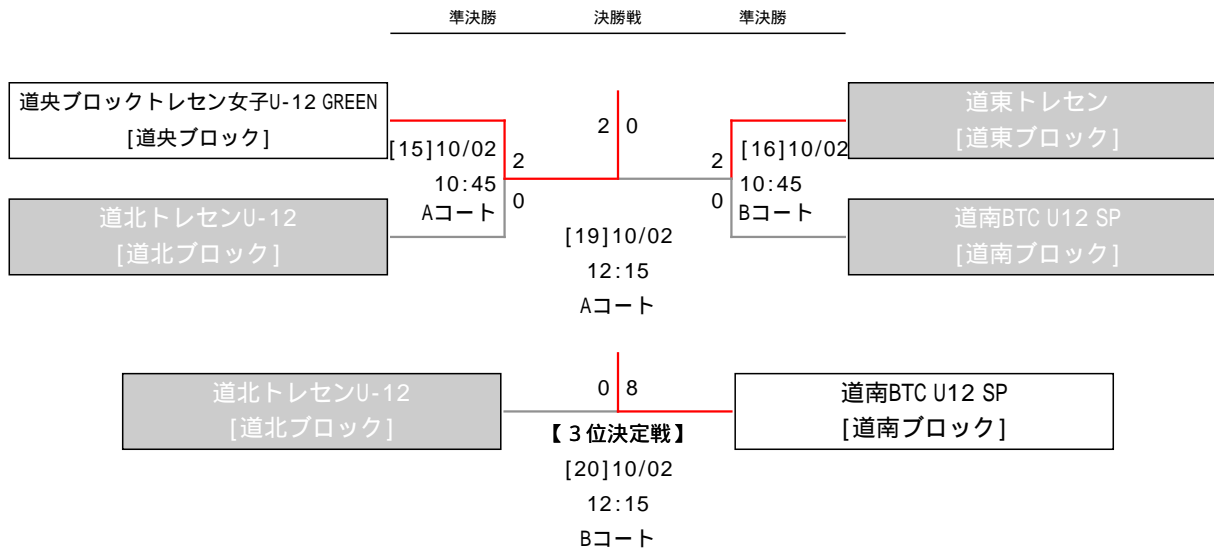 準決勝 決勝戦 準決勝
道央ブロックトレセン女子U-12 GREEN
[道央ブロック]
道東トレセン
[道東ブロック]
2 0
[15]10/02
10:45
Aコート
2
0
2
0
[16]10/02
10:45
Bコート
道北トレセンU-12
[道北ブロック]
道南BTC U12 SP
[道南ブロック]
[19]10/02
12:15
Aコート
道北トレセンU-12
[道北ブロック]
0 8
道南BTC U12 SP
[道南ブロック]
【３位決定戦】
[20]10/02
12:15
Bコート